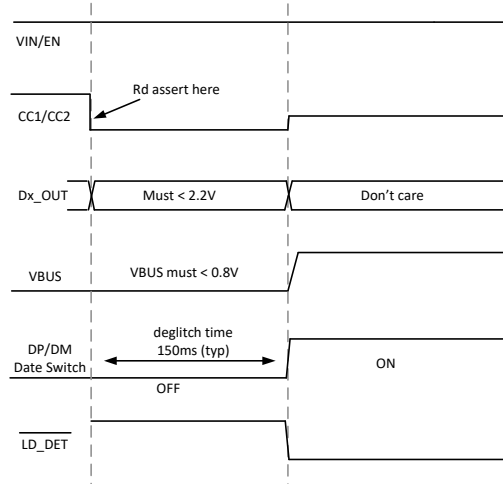 VIN/EN
Rd assert here
CC1/CC2
Dx_OUT
Must < 2.2V
Don't care
VBUS
VBUS must < 0.8V
deglitch time
150ms (typ)
DP/DM
Date Switch
ON
OFF
LD_DET